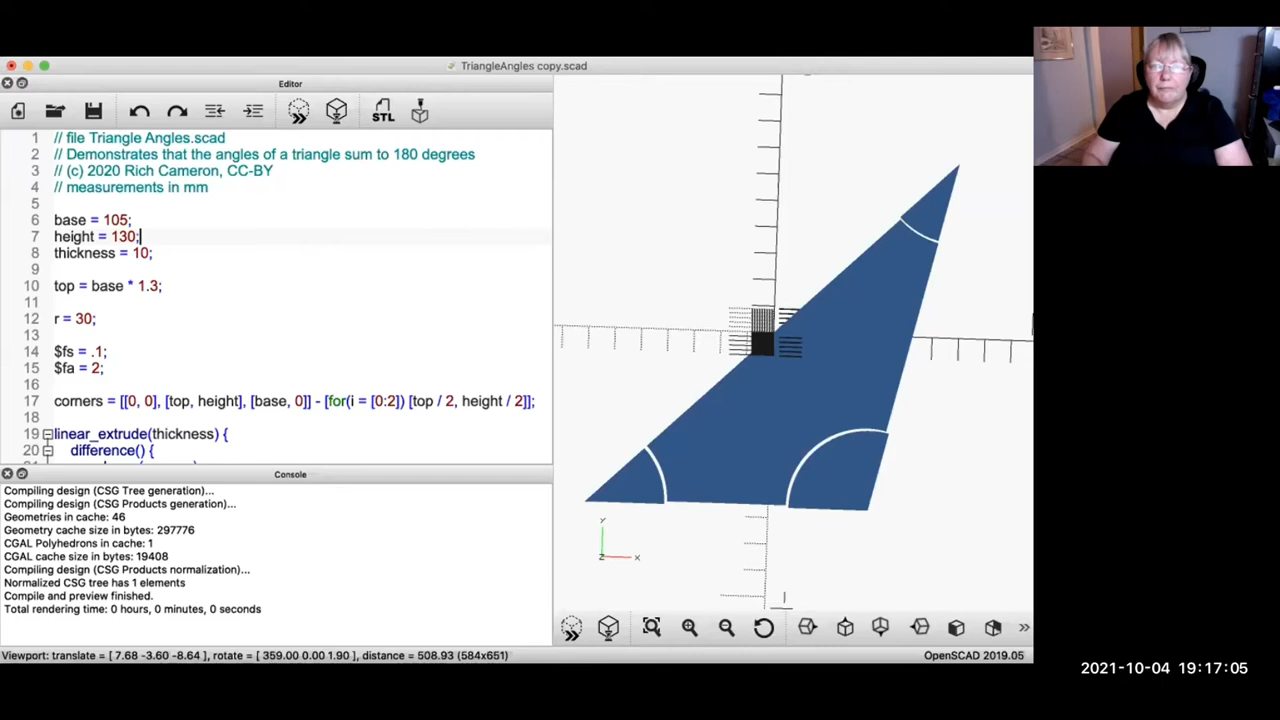 TriangleAngles copy.scad
Editor
STL
1 // file Triangle Angles.scad
2 // Demonstrates that the angles of a triangle sum to 180 degrees
3 // (c) 2020 Rich Cameron, CC-BY
4 // measurements in mm
5
6 base = 105;
7 height = 130;
8 thickness = 10;
9
10 top = base * 1.3;
11
12 r = 30;
13
14 $fs = .1;
15 $fa = 2;
16
17 corners = [[0, 0], [top, height], [base, 0]] - [for(i = [0:2]) [top / 2, height / 2]];
18
19 linear_extrude(thickness) {
20 difference() {
Console
Compiling design (CSG Tree generation)...
Compiling design (CSG Products generation)...
Geometries in cache: 46
Geometry cache size in bytes: 297776
CGAL Polyhedrons in cache: 1
CGAL cache size in bytes: 19408
Compiling design (CSG Products normalization)...
Normalized CSG tree has 1 elements
Compile and preview finished.
Total rendering time: 0 hours, 0 minutes, 0 seconds
Y
Z X
Viewport: translate = [ 7.68 -3.60 -8.64 ], rotate = [ 359.00 0.00 1.90 ], distance = 508.93 (584x651)
OpenSCAD 2019.05
2021-10-04 19:17:05